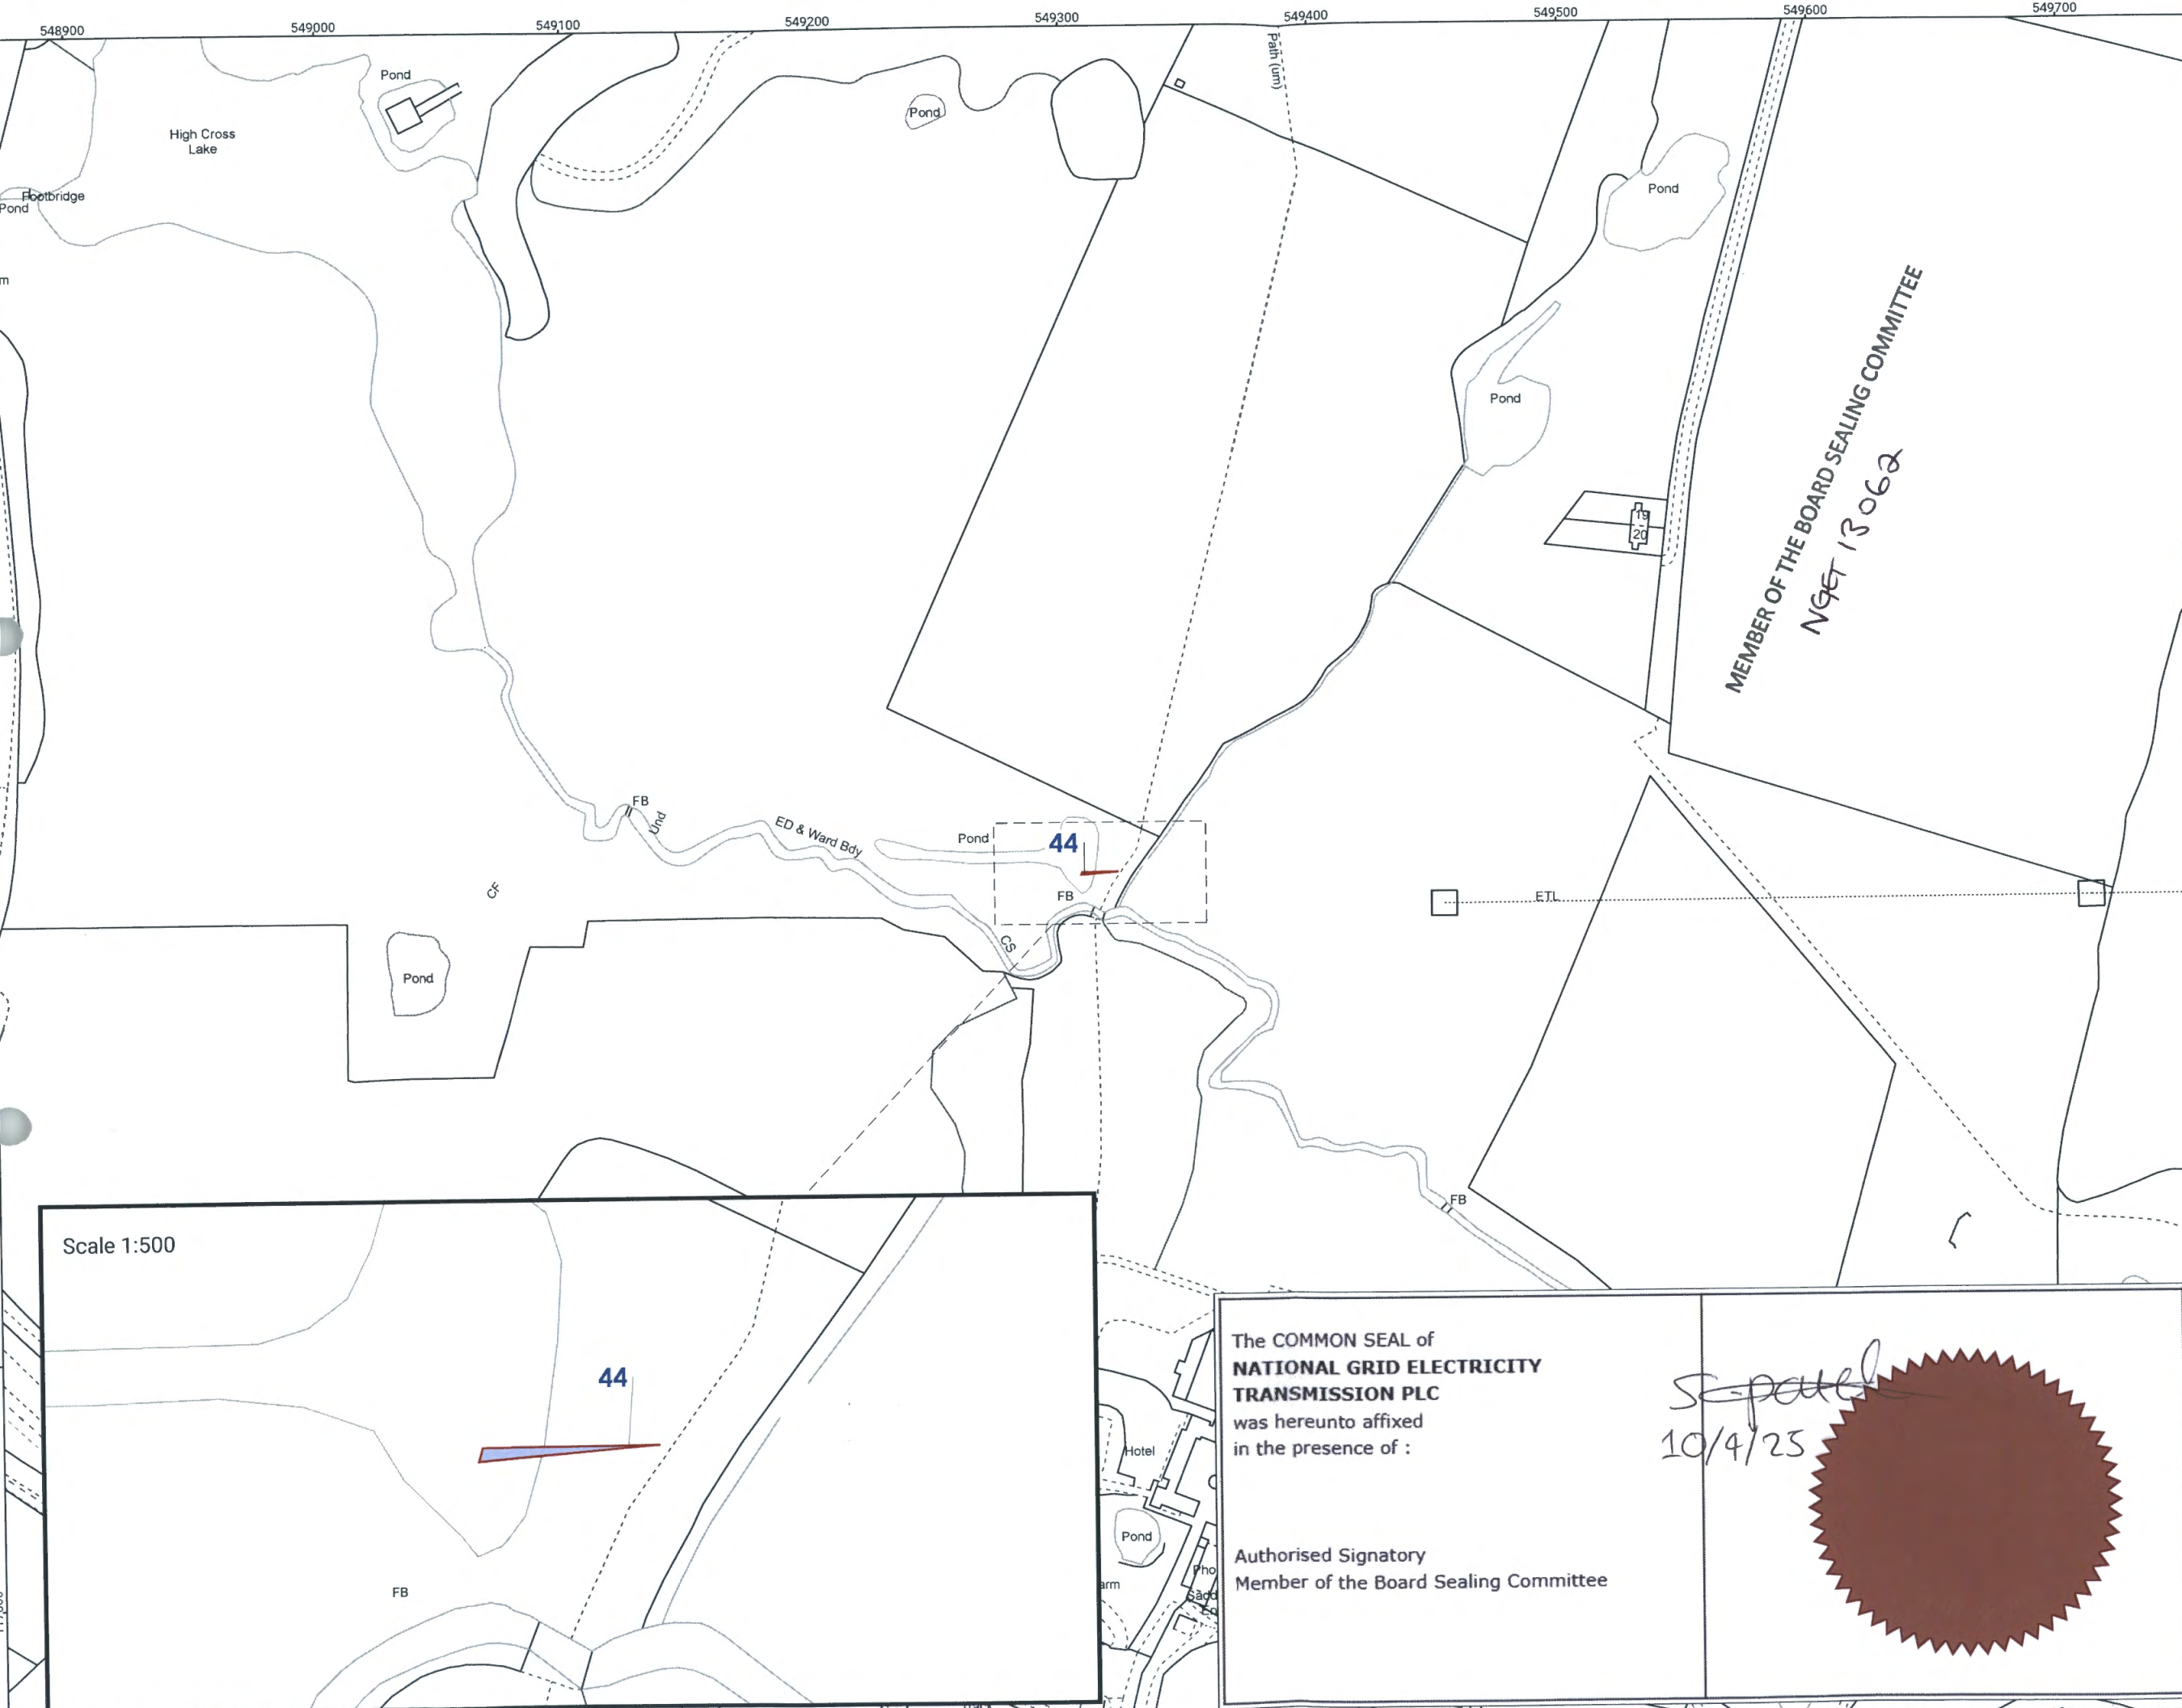 548900
549000
549100
549200
549300
549400
549500
549600
549700
Pond
High Cross
Lake
Footbridge
Pond
m
Pond
Path (um)
Pond
Pond
19
20
MEMBER OF THE BOARD SEALING COMMITTEE
NGET 13062
FB
Und
ED & Ward Bdy
Pond
44
FB
CS
ETL
CF
Pond
FB
Scale 1:500
44
FB
Hotel
Pond
arm
Pho
Sadd
En
The COMMON SEAL of
NATIONAL GRID ELECTRICITY
TRANSMISSION PLC
was hereunto affixed
in the presence of :
10/4/25
Authorised Signatory
Member of the Board Sealing Committee